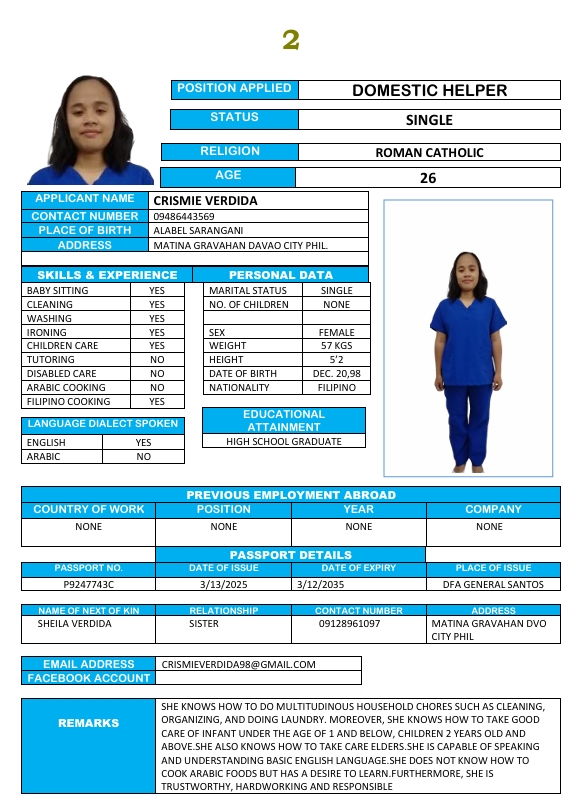 2
POSITION APPLIED DOMESTIC HELPER
STATUS SINGLE
RELIGION ROMAN CATHOLIC
AGE 26
APPLICANT NAME CRISMIE VERDIDA
CONTACT NUMBER 09486443569
PLACE OF BIRTH ALABEL SARANGANI
ADDRESS MATINA GRAVAHAN DAVAO CITY PHIL.
SKILLS & EXPERIENCE PERSONAL DATA
BABY SITTING YES MARITAL STATUS SINGLE
CLEANING YES NO. OF CHILDREN NONE
WASHING YES
IRONING YES SEX FEMALE
CHILDREN CARE YES WEIGHT 57 KGS
TUTORING NO HEIGHT 5’2
DISABLED CARE NO DATE OF BIRTH DEC. 20,98
ARABIC COOKING NO NATIONALITY FILIPINO
FILIPINO COOKING YES
LANGUAGE DIALECT SPOKEN
ENGLISH YES
ARABIC NO
EDUCATIONAL
ATTAINMENT
HIGH SCHOOL GRADUATE
PREVIOUS EMPLOYMENT ABROAD
COUNTRY OF WORK POSITION YEAR COMPANY
NONE NONE NONE NONE
PASSPORT DETAILS
PASSPORT NO. DATE OF ISSUE DATE OF EXPIRY PLACE OF ISSUE
P9247743C 3/13/2025 3/12/2035 DFA GENERAL SANTOS
NAME OF NEXT OF KIN RELATIONSHIP CONTACT NUMBER ADDRESS
SHEILA VERDIDA SISTER 09128961097 MATINA GRAVAHAN DVO
CITY PHIL
EMAIL ADDRESS CRISMIEVERDIDA98@GMAIL.COM
FACEBOOK ACCOUNT
REMARKS
SHE KNOWS HOW TO DO MULTITUDINOUS HOUSEHOLD CHORES SUCH AS CLEANING,
ORGANIZING, AND DOING LAUNDRY. MOREOVER, SHE KNOWS HOW TO TAKE GOOD
CARE OF INFANT UNDER THE AGE OF 1 AND BELOW, CHILDREN 2 YEARS OLD AND
ABOVE.SHE ALSO KNOWS HOW TO TAKE CARE ELDERS.SHE IS CAPABLE OF SPEAKING
AND UNDERSTANDING BASIC ENGLISH LANGUAGE.SHE DOES NOT KNOW HOW TO
COOK ARABIC FOODS BUT HAS A DESIRE TO LEARN.FURTHERMORE, SHE IS
TRUSTWORTHY, HARDWORKING AND RESPONSIBLE